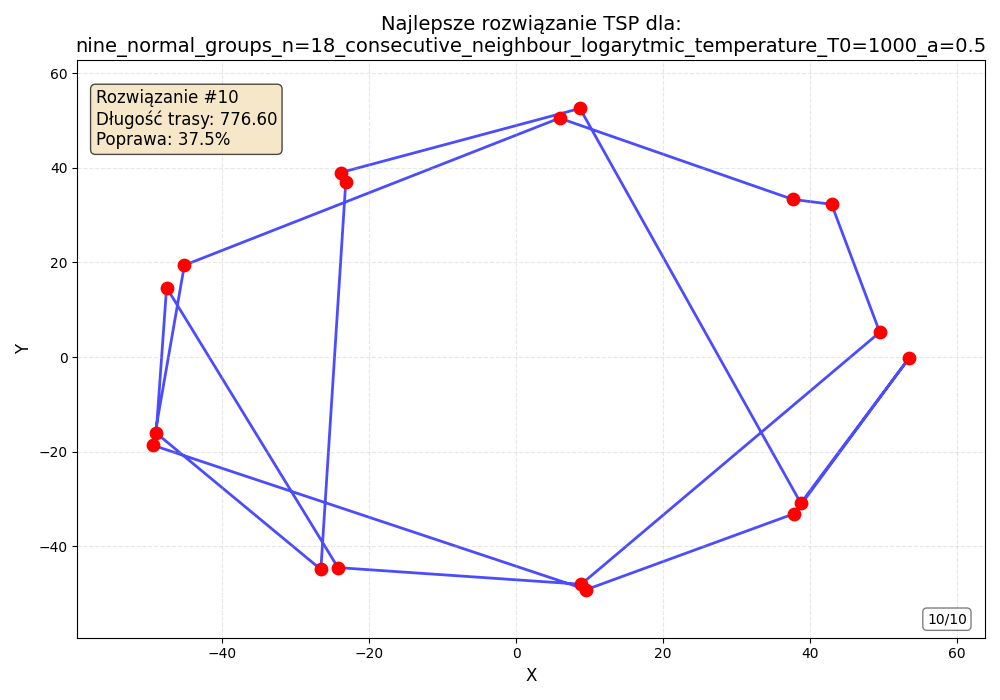 Najlepsze rozwiązanie TSP dla:
nine_normal_groups_n=18_consecutive_neighbour_logarytmic_temperature_T0=1000_a=0.5
Rozwiązanie #10
Długość trasy: 776.60
Poprawa: 37.5%
60
40
20
0
−20
−40
Y
10/10
−40
−20
0
20
40
60
X